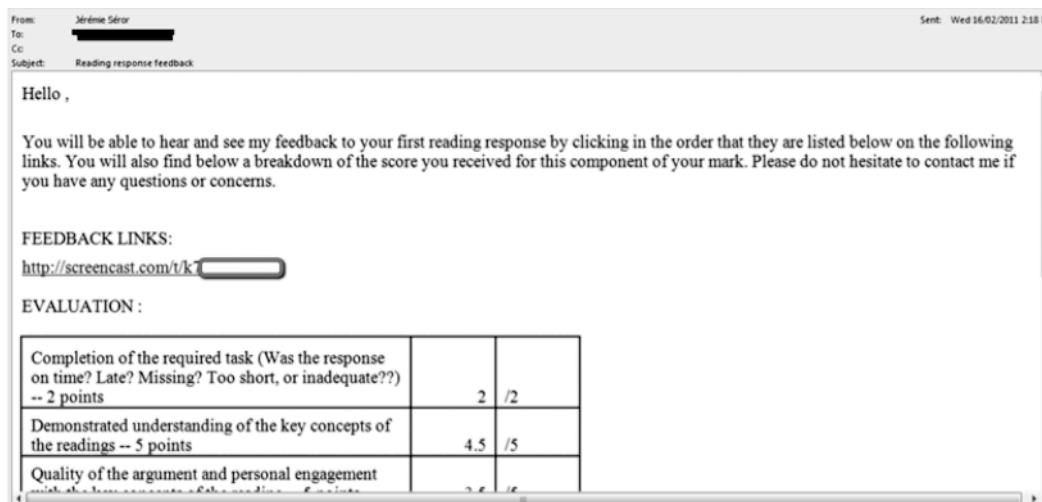 From: Jérémie Séror Sent: Wed 16/02/2011 2:18
To:
Cc:
Subject: Reading response feedback
Hello ,
You will be able to hear and see my feedback to your first reading response by clicking in the order that they are listed below on the following
links. You will also find below a breakdown of the score you received for this component of your mark. Please do not hesitate to contact me if
you have any questions or concerns.
FEEDBACK LINKS:
http://screencast.com/t/k7
EVALUATION :
Completion of the required task (Was the response
on time? Late? Missing? Too short, or inadequate??)
-- 2 points 2 /2
Demonstrated understanding of the key concepts of
the readings -- 5 points 4.5 /5
Quality of the argument and personal engagement